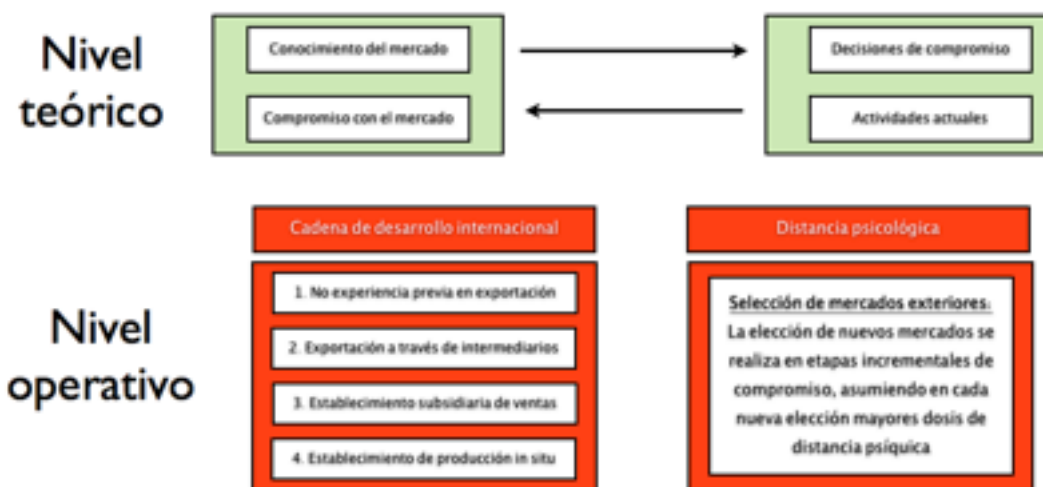 Nivel
teórico
Conocimiento del mercado
Compromiso con el mercado
Decisiones de compromiso
Actividades actuales
Nivel
operativo
Cadena de desarrollo internacional
1. No experiencia previa en exportación
2. Exportación a través de intermediarios
3. Establecimiento subsidiaria de ventas
4. Establecimiento de producción in situ
Distancia psicológica
Selección de mercados exteriores:
La elección de nuevos mercados se
realiza en etapas incrementales de
compromiso, asumiendo en cada
nueva elección mayores dosis de
distancia psíquica